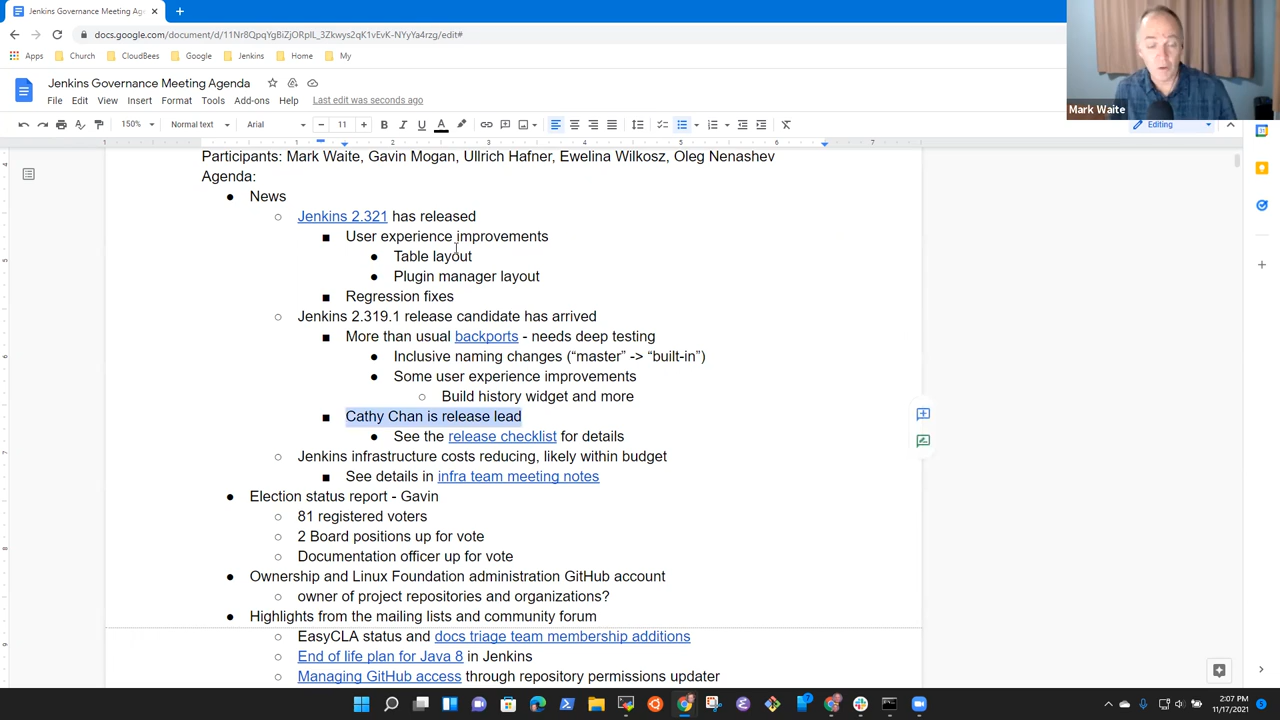 Jenkins Governance Meeting Ag
docs.google.com/document/d/11Nr8QpqYgBiZjORpIL_3Zkwys2qK1vEvK-NYyYa4rzg/edit#
Apps Church CloudBees Google Jenkins Home My
Jenkins Governance Meeting Agenda
File Edit View Insert Format Tools Add-ons Help Last edit was seconds ago
150% Normal text Arial 11 Editing
Mark Waite
1 1 2 3 4 5 6 7
Participants: Mark Waite, Gavin Mogan, Ullrich Hafner, Ewelina Wilkosz, Oleg Nenashev
Agenda:
News
Jenkins 2.321 has released
User experience improvements
Table layout
Plugin manager layout
Regression fixes
Jenkins 2.319.1 release candidate has arrived
More than usual backports - needs deep testing
Inclusive naming changes (“master” -> “built-in”)
Some user experience improvements
Build history widget and more
Cathy Chan is release lead
See the release checklist for details
Jenkins infrastructure costs reducing, likely within budget
See details in infra team meeting notes
Election status report - Gavin
81 registered voters
2 Board positions up for vote
Documentation officer up for vote
Ownership and Linux Foundation administration GitHub account
owner of project repositories and organizations?
Highlights from the mailing lists and community forum
EasyCLA status and docs triage team membership additions
End of life plan for Java 8 in Jenkins
Managing GitHub access through repository permissions updater
2:07 PM
11/17/2021